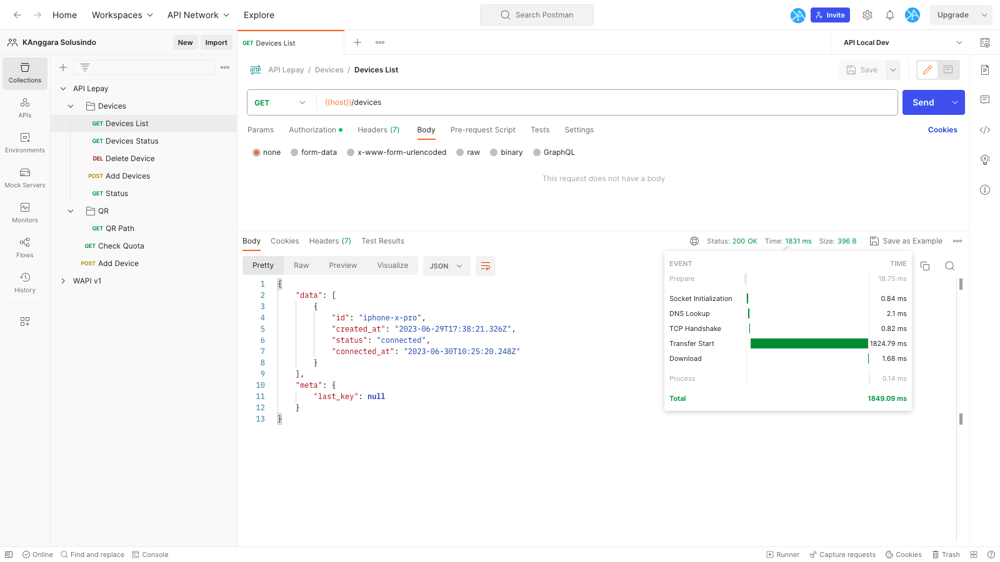 Home Workspaces API Network Explore Search Postman Invite Upgrade
KAnggara Solusindo New Import GET Devices List API Local Dev
Collections
APIs
Environments
Mock Servers
Monitors
Flows
History
API Lepay
Devices
GET Devices List
GET Devices Status
DEL Delete Device
POST Add Devices
GET Status
QR
GET QR Path
GET Check Quota
POST Add Device
WAPI v1
HTTP API Lepay / Devices / Devices List Save
GET {{host}}/devices Send
Params Authorization Headers (7) Body Pre-request Script Tests Settings Cookies
none form-data x-www-form-urlencoded raw binary GraphQL
This request does not have a body
Body Cookies Headers (7) Test Results Status: 200 OK Time: 1831 ms Size: 396 B Save as Example
Pretty Raw Preview Visualize JSON
1 {
2 "data": [
3 {
4 "id": "iphone-x-pro",
5 "created_at": "2023-06-29T17:38:21.326Z",
6 "status": "connected",
7 "connected_at": "2023-06-30T10:25:20.248Z"
8 }
9 ],
10 "meta": {
11 "last_key": null
12 }
13 }
EVENT TIME
Prepare 18.75 ms
Socket Initialization 0.84 ms
DNS Lookup 2.1 ms
TCP Handshake 0.82 ms
Transfer Start 1824.79 ms
Download 1.68 ms
Process 0.14 ms
Total 1849.09 ms
Online Find and replace Console Runner Capture requests Cookies Trash